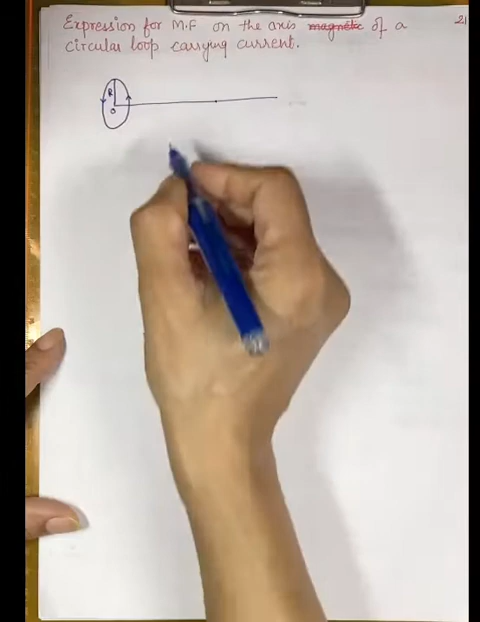 Expression for M.F on the axis magnetic of a
21
circular loop carrying current.
R
O